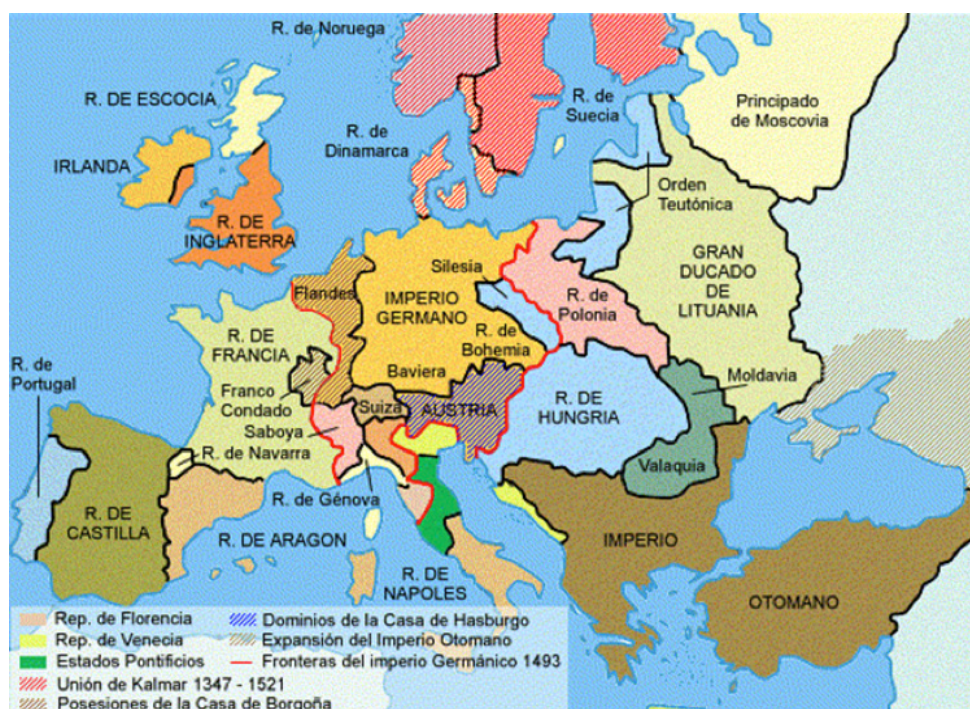 R. de Noruega
R. DE ESCOCIA
R. de
Suecia
Principado
de Moscovia
R. de
Dinamarca
IRLANDA
Orden
Teutónica
R. DE
INGLATERRA
GRAN
DUCADO
DE
LITUANIA
Silesia
Flandes
IMPERIO
GERMANO
R. de
Polonia
R. DE
FRANCIA
R. de
Bohemia
R. de
Portugal
Baviera
Moldavia
Franco
Condado
Suiza
AUSTRIA
R. DE
HUNGRIA
Saboya
R. de Navarra
Valaquia
R. de Génova
R. DE
CASTILLA
R. DE ARAGON
IMPERIO
R. DE
NAPOLES
OTOMANO
Rep. de Florencia
Dominios de la Casa de Hasburgo
Rep. de Venecia
Expansión del Imperio Otomano
Estados Pontificios
Fronteras del imperio Germánico 1493
Unión de Kalmar 1347 - 1521
Posesiones de la Casa de Borgoña